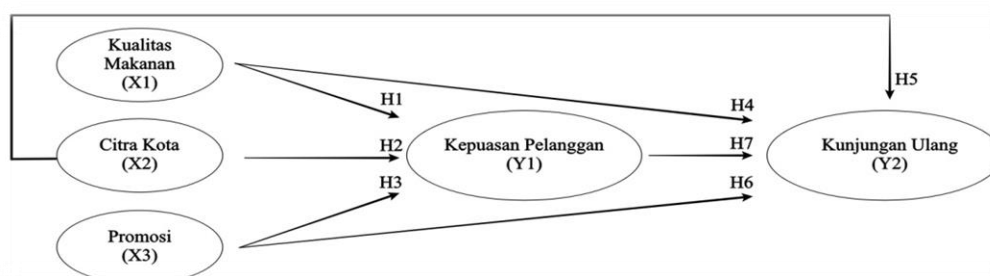 Kualitas
Makanan
(X1)
H5
H1
H4
Citra Kota
(X2)
H2
Kepuasan Pelanggan
(Y1)
H7
Kunjungan Ulang
(Y2)
H3
H6
Promosi
(X3)